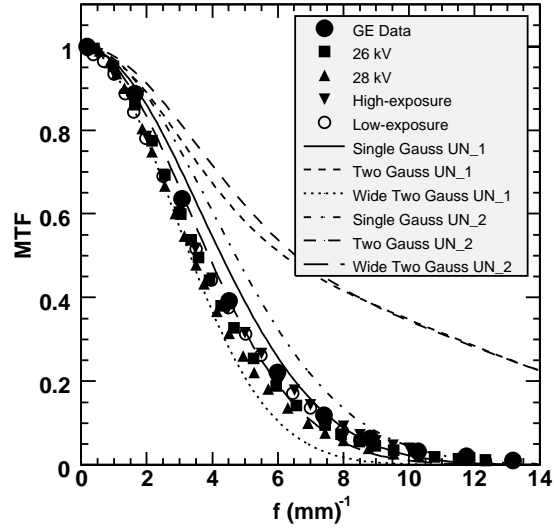 1
0.8
0.6
0.4
0.2
0
MTF
GE Data
26 kV
28 kV
High-exposure
Low-exposure
Single Gauss UN_1
Two Gauss UN_1
Wide Two Gauss UN_1
Single Gauss UN_2
Two Gauss UN_2
Wide Two Gauss UN_2
0 2 4 6 8 10 12 14
f (mm)-1